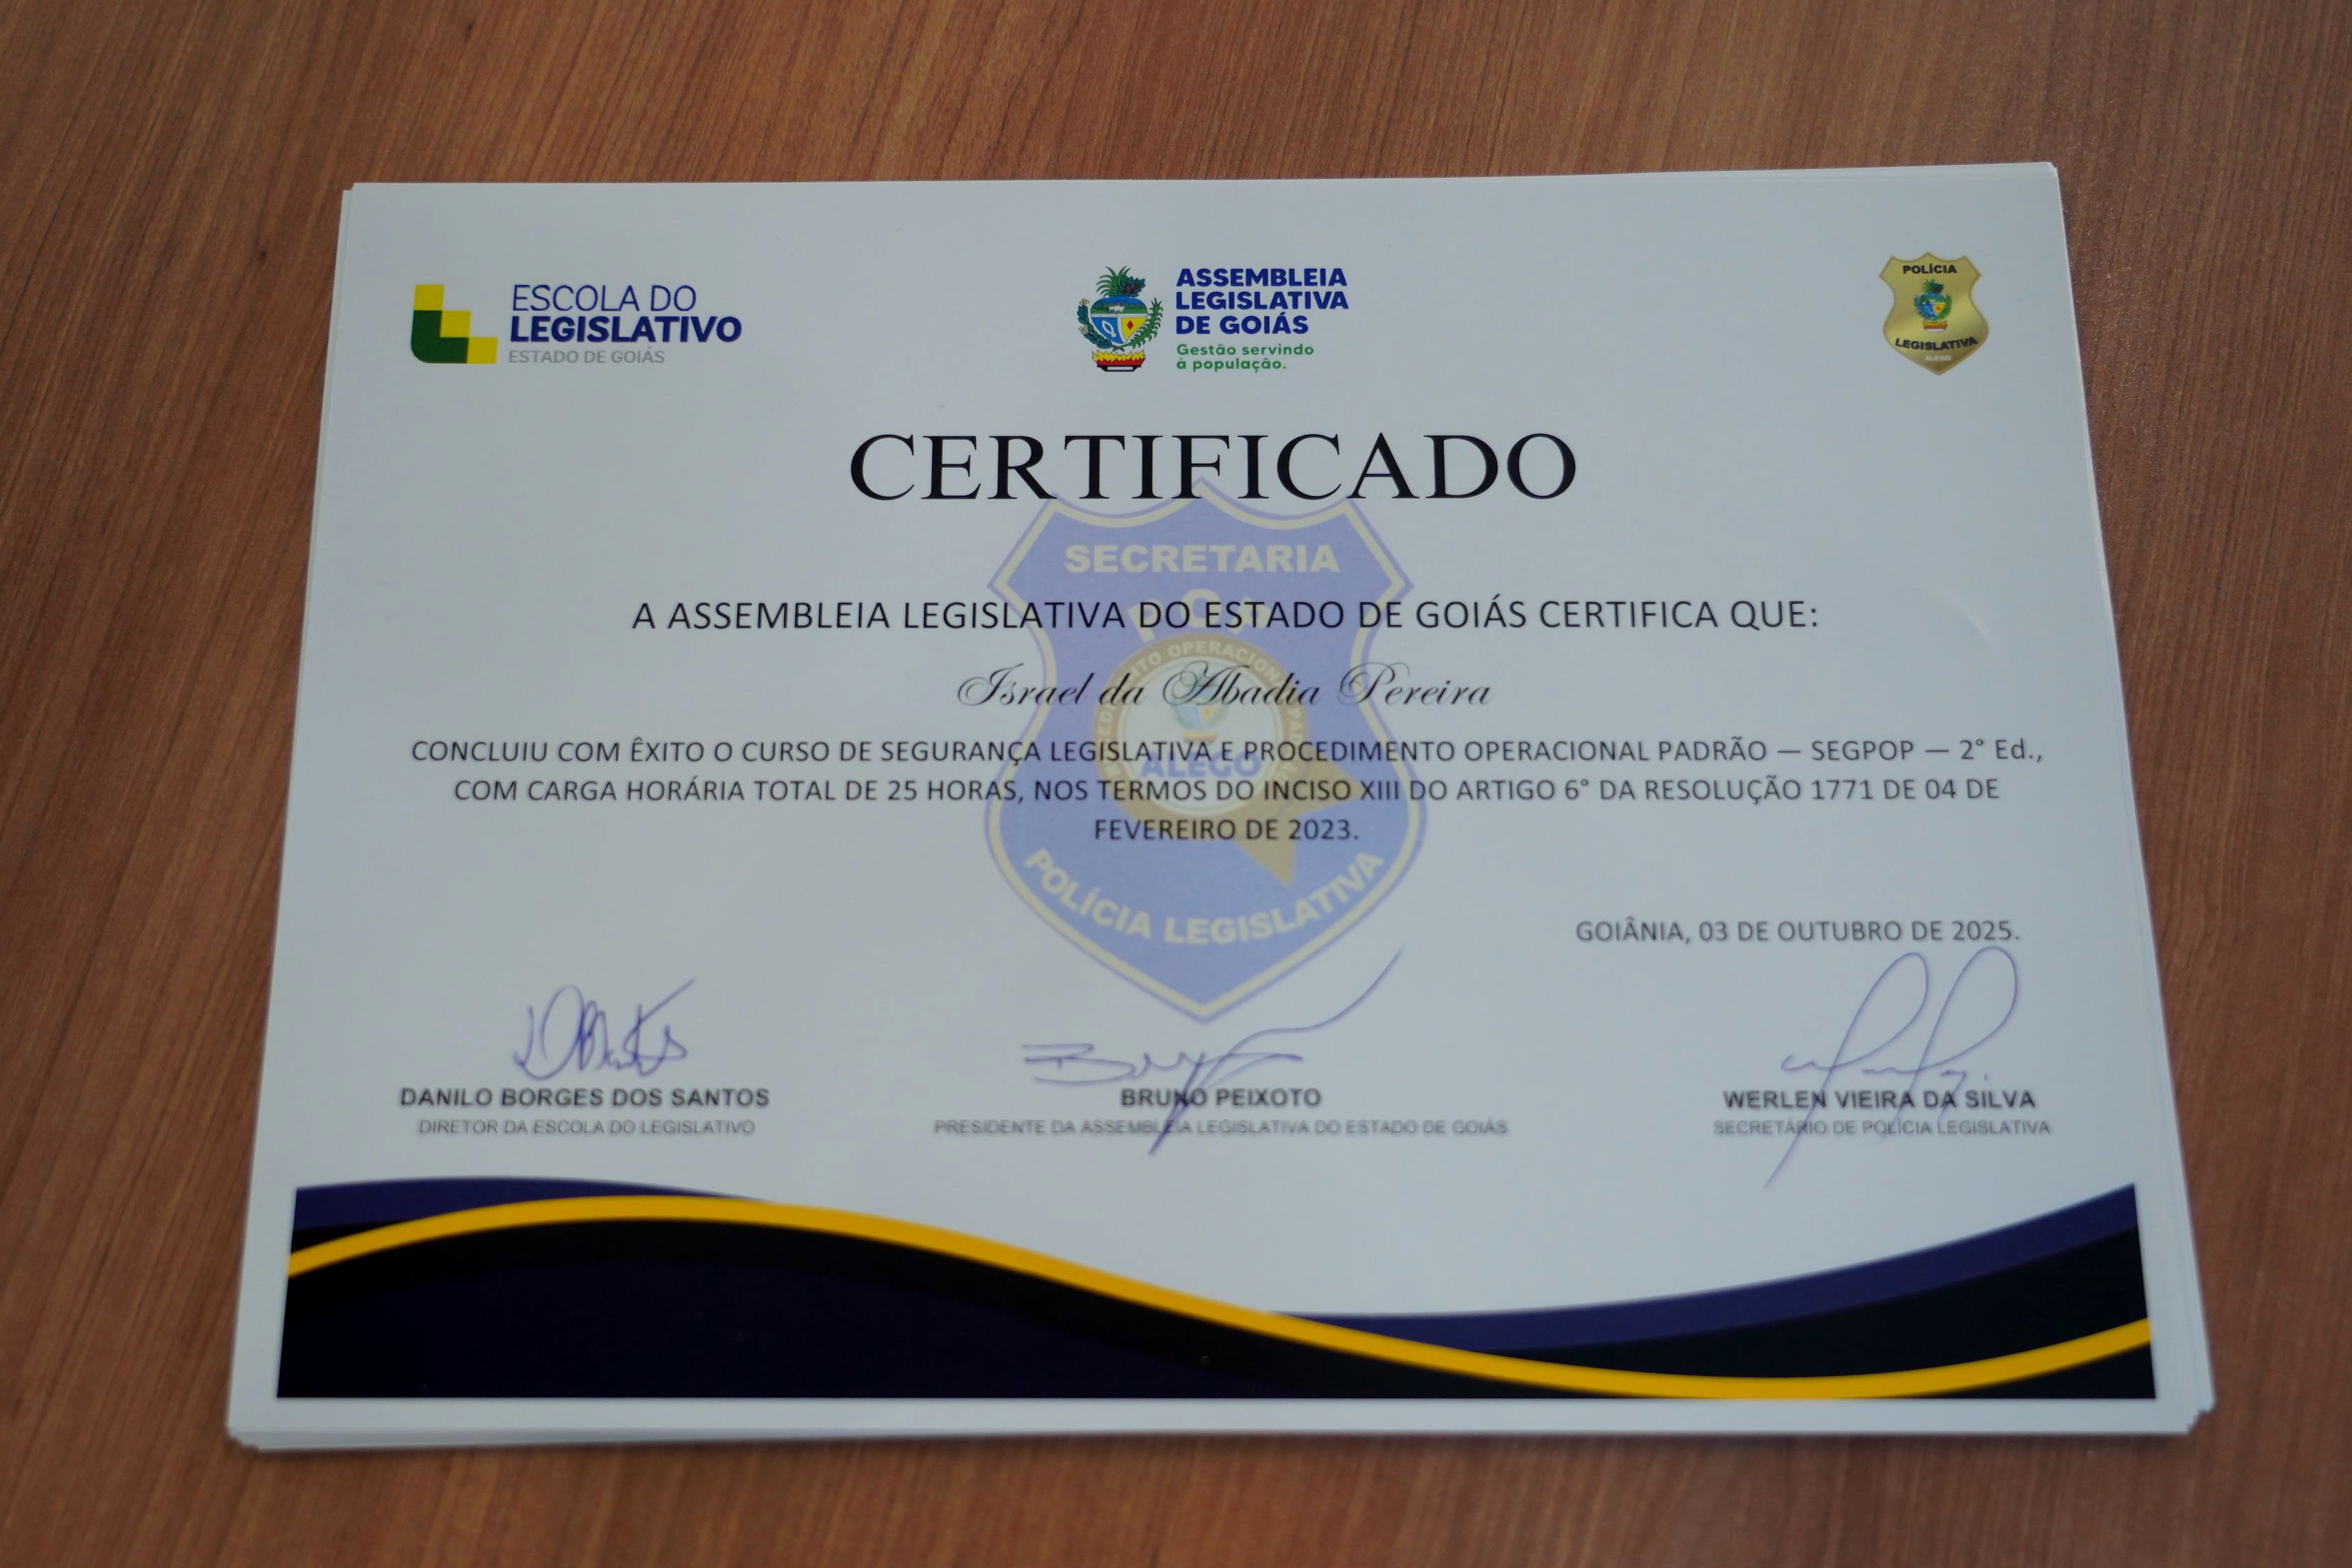 ESCOLA DO
LEGISLATIVO
ESTADO DE GOIÁS
ASSEMBLEIA
LEGISLATIVA
DE GOIÁS
Gestão servindo
à população.
POLÍCIA
LEGISLATIVA
ALEGO
CERTIFICADO
SECRETARIA
A ASSEMBLEIA LEGISLATIVA DO ESTADO DE GOIÁS CERTIFICA QUE:
Israel da Abadia Pereira
CONCLUIU COM ÊXITO O CURSO DE SEGURANÇA LEGISLATIVA E PROCEDIMENTO OPERACIONAL PADRÃO — SEGPOP — 2° Ed.,
ALEGO
COM CARGA HORÁRIA TOTAL DE 25 HORAS, NOS TERMOS DO INCISO XIII DO ARTIGO 6° DA RESOLUÇÃO 1771 DE 04 DE
FEVEREIRO DE 2023.
POLÍCIA LEGISLATIVA
GOIÂNIA, 03 DE OUTUBRO DE 2025.
DANILO BORGES DOS SANTOS
DIRETOR DA ESCOLA DO LEGISLATIVO
BRUNO PEIXOTO
PRESIDENTE DA ASSEMBLEIA LEGISLATIVA DO ESTADO DE GOIÁS
WERLEN VIEIRA DA SILVA
SECRETÁRIO DE POLÍCIA LEGISLATIVA